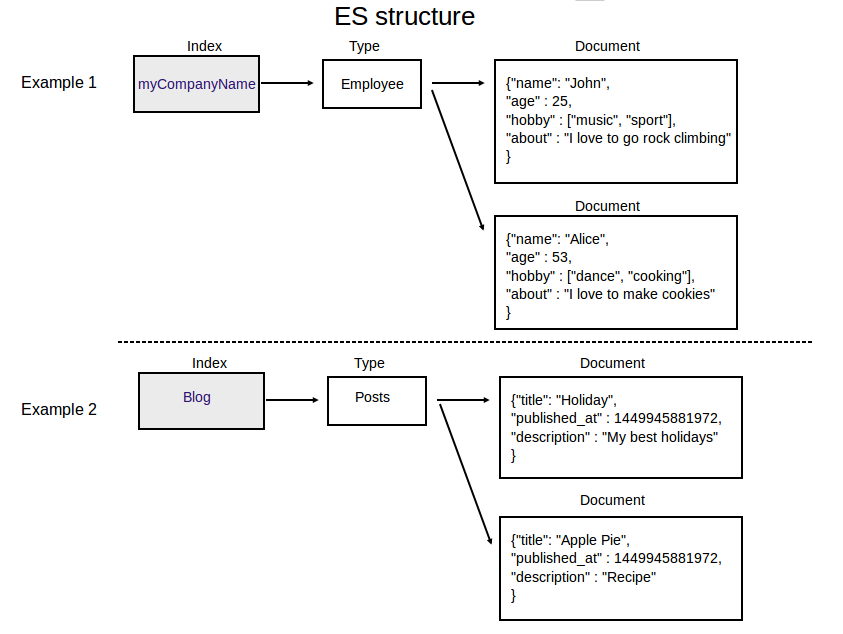 ES structure
Index
Type
Document
Example 1
myCompanyName
Employee
{"name": "John",
"age" : 25,
"hobby" : ["music", "sport"],
"about" : "I love to go rock climbing"
}
Document
{"name": "Alice",
"age" : 53,
"hobby" : ["dance", "cooking"],
"about" : "I love to make cookies"
}
Index
Type
Document
Example 2
Blog
Posts
{"title": "Holiday",
"published_at" : 1449945881972,
"description" : "My best holidays"
}
Document
{"title": "Apple Pie",
"published_at" : 1449945881972,
"description" : "Recipe"
}